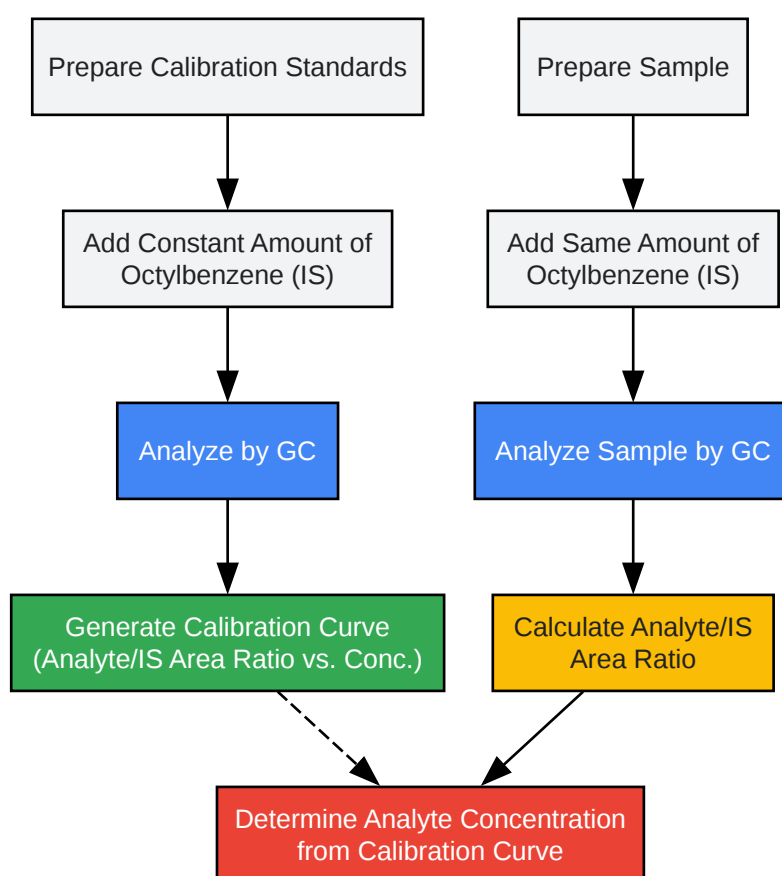 Prepare Calibration Standards
Prepare Sample
Add Constant Amount of
Octylbenzene (IS)
Add Same Amount of
Octylbenzene (IS)
Analyze by GC
Analyze Sample by GC
Generate Calibration Curve
(Analyte/IS Area Ratio vs. Conc.)
Calculate Analyte/IS
Area Ratio
Determine Analyte Concentration
from Calibration Curve